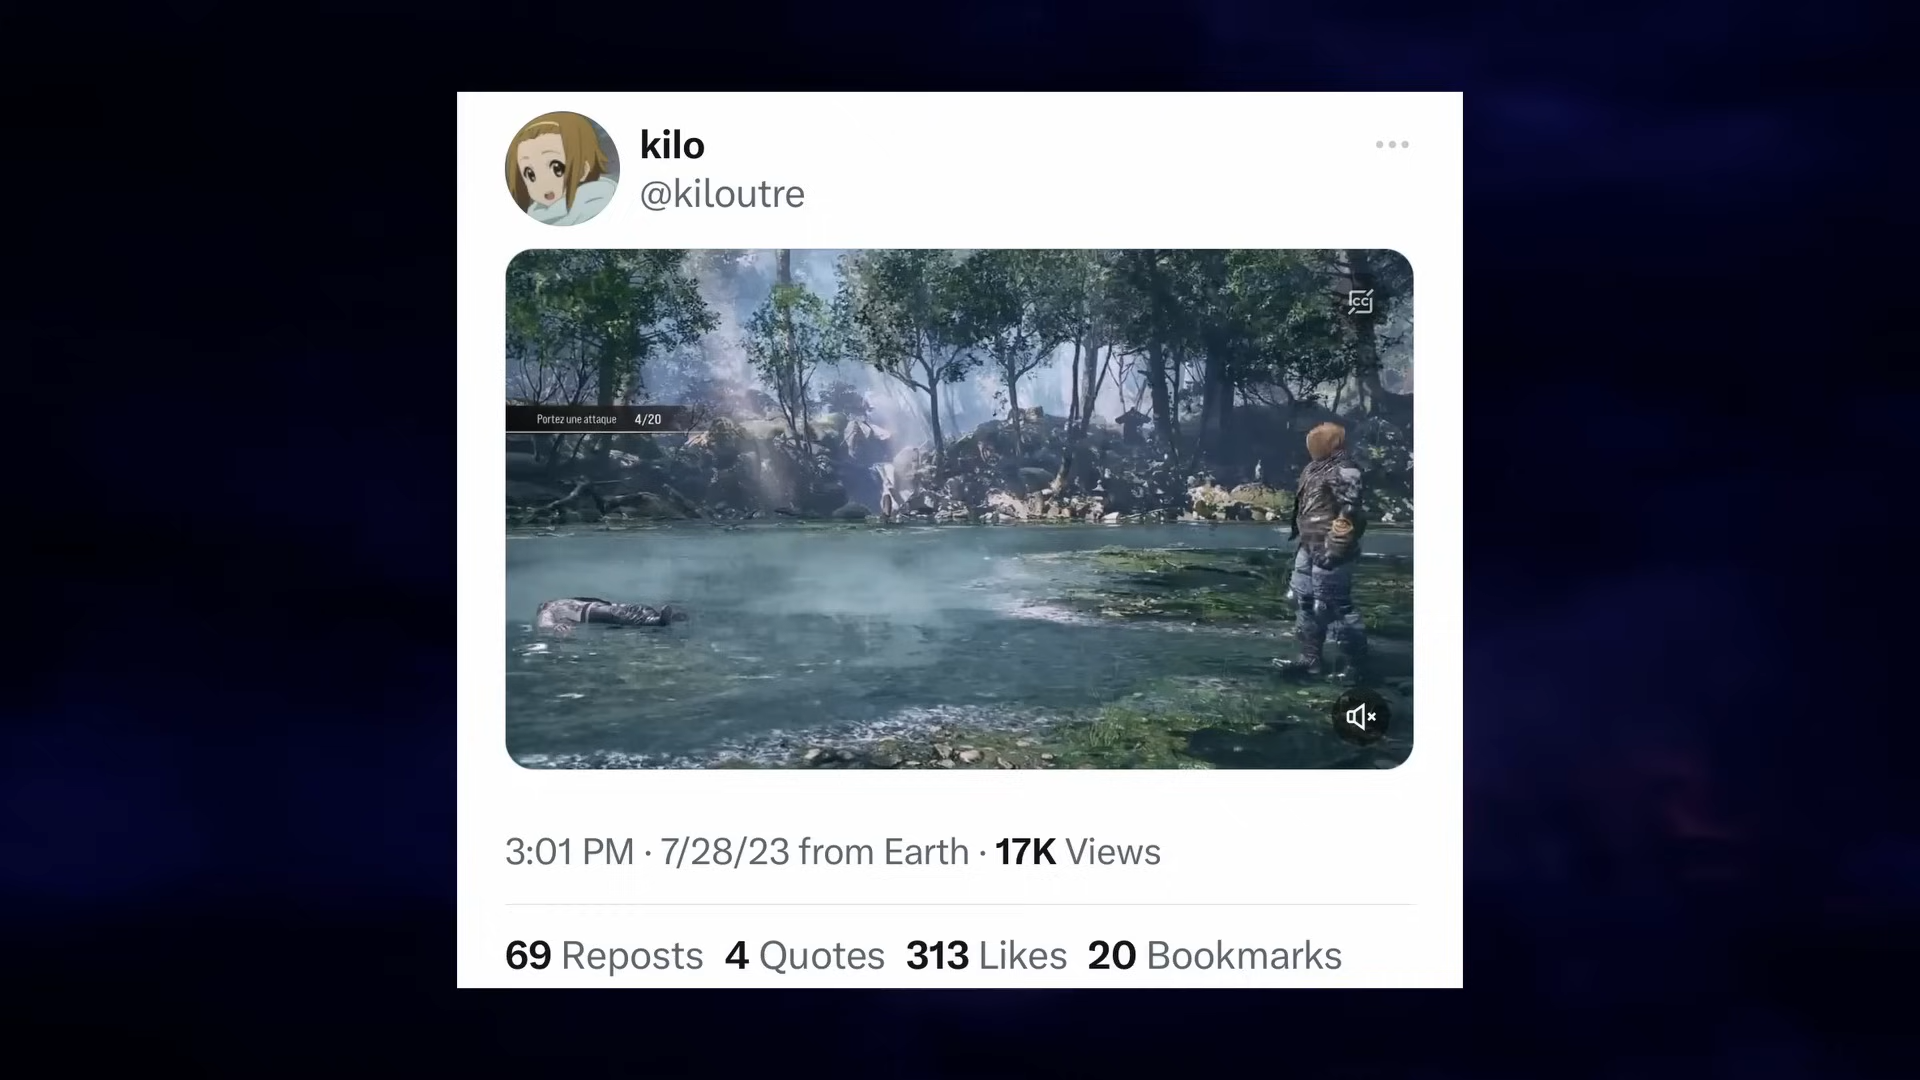 kilo
@kiloutre
CC
Portez une attaque 4/20
3:01 PM · 7/28/23 from Earth · 17K Views
69 Reposts 4 Quotes 313 Likes 20 Bookmarks